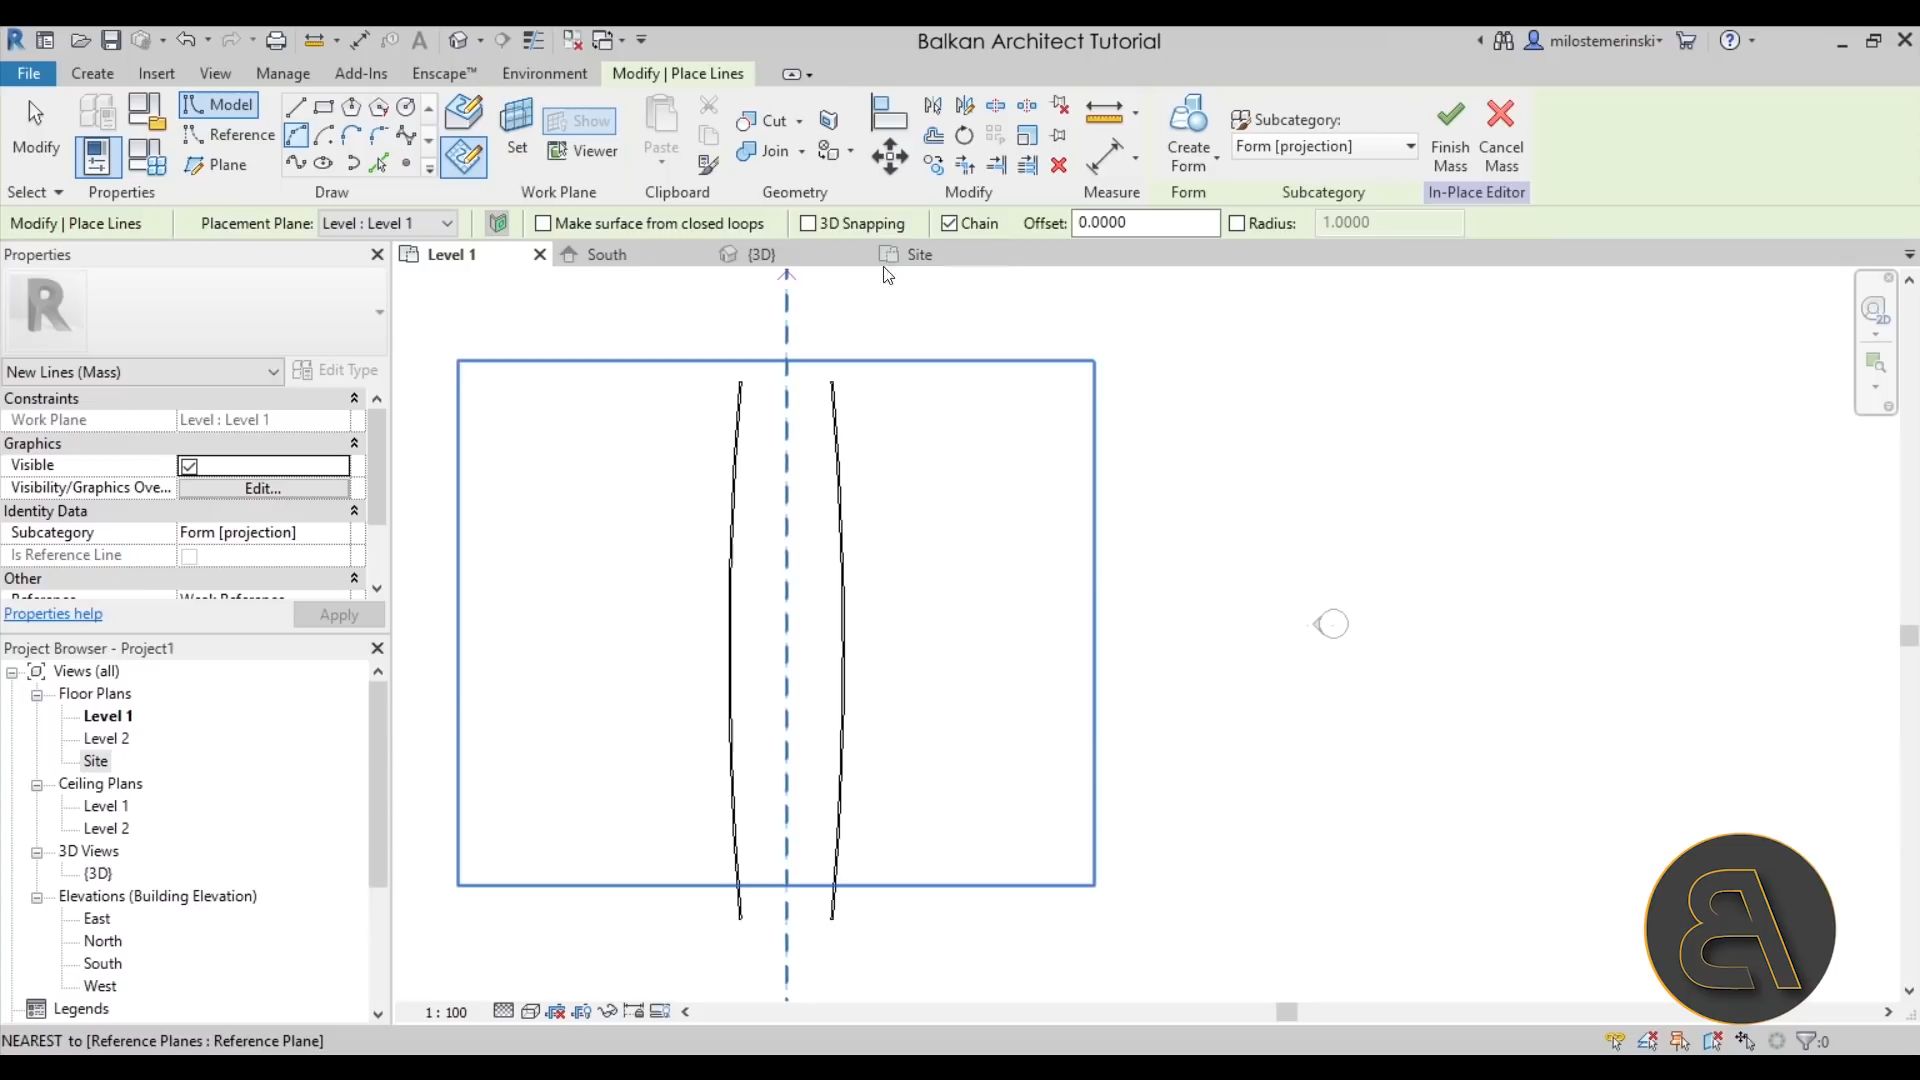 Balkan Architect Tutorial
milostemerinski
File Create Insert View Manage Add-Ins Enscape™ Environment Modify | Place Lines
Model
Reference
Plane
Modify
Set
Show
Viewer
Paste
Cut
Join
Create
Form
Subcategory:
Form [projection]
Finish
Mass
Cancel
Mass
Select Properties Draw Work Plane Clipboard Geometry Modify Measure Form Subcategory In-Place Editor
Modify | Place Lines Placement Plane: Level : Level 1 Make surface from closed loops 3D Snapping Chain Offset: 0.0000 Radius: 1.0000
Properties
Level 1 South {3D} Site
R
New Lines (Mass) Edit Type
Constraints
Work Plane Level : Level 1
Graphics
Visible
Visibility/Graphics Ove... Edit...
Identity Data
Subcategory Form [projection]
Is Reference Line
Other
Reference Weak Reference
Properties help Apply
Project Browser - Project1
Views (all)
Floor Plans
Level 1
Level 2
Site
Ceiling Plans
Level 1
Level 2
3D Views
{3D}
Elevations (Building Elevation)
East
North
South
West
Legends
2D
1 : 100
NEAREST to [Reference Planes : Reference Plane]
:0